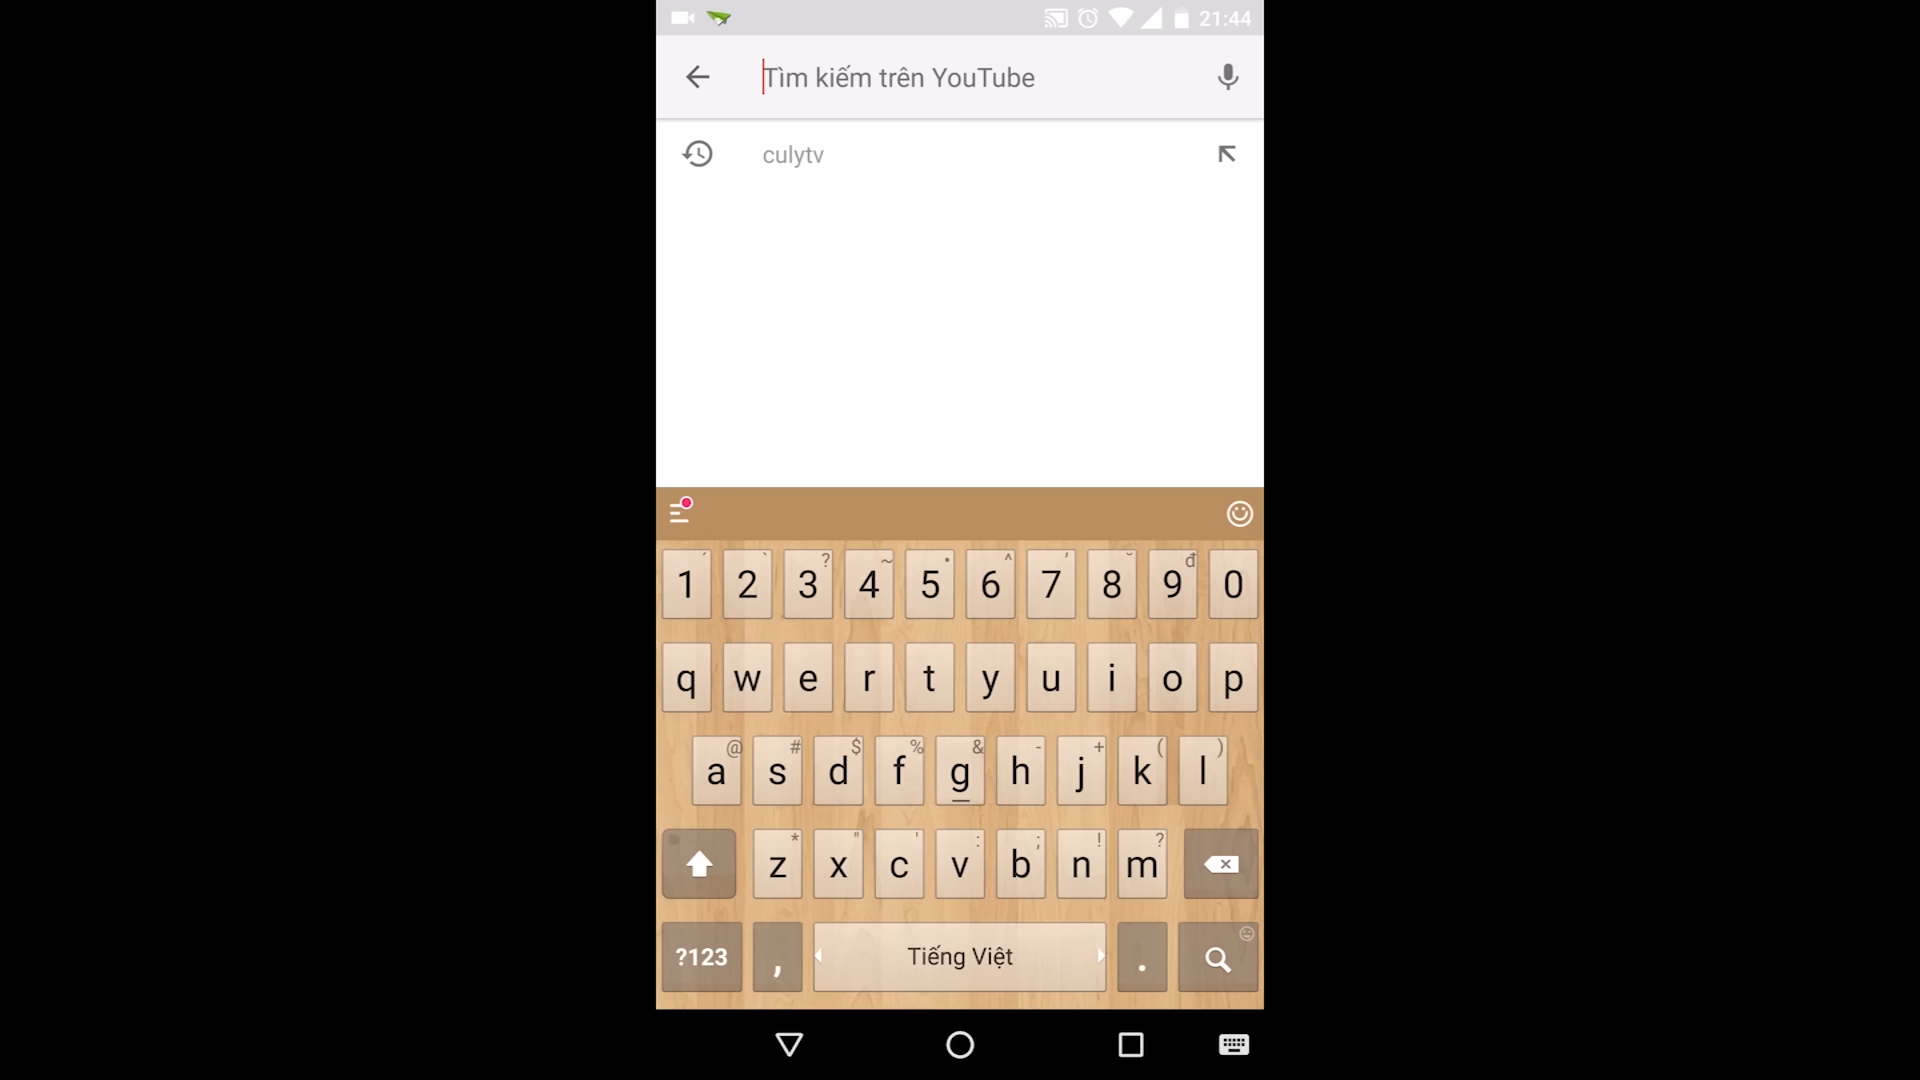 21:44
Tìm kiếm trên YouTube
culytv
1 2 3 4 5 6 7 8 9 0
´ ` ? ~ . ^ ʼ ˘ đ
q w e r t y u i o p
@ # $ % & - + ( )
a s d f g h j k l
* " ' : ; ! ?
z x c v b n m
?123 , Tiếng Việt .